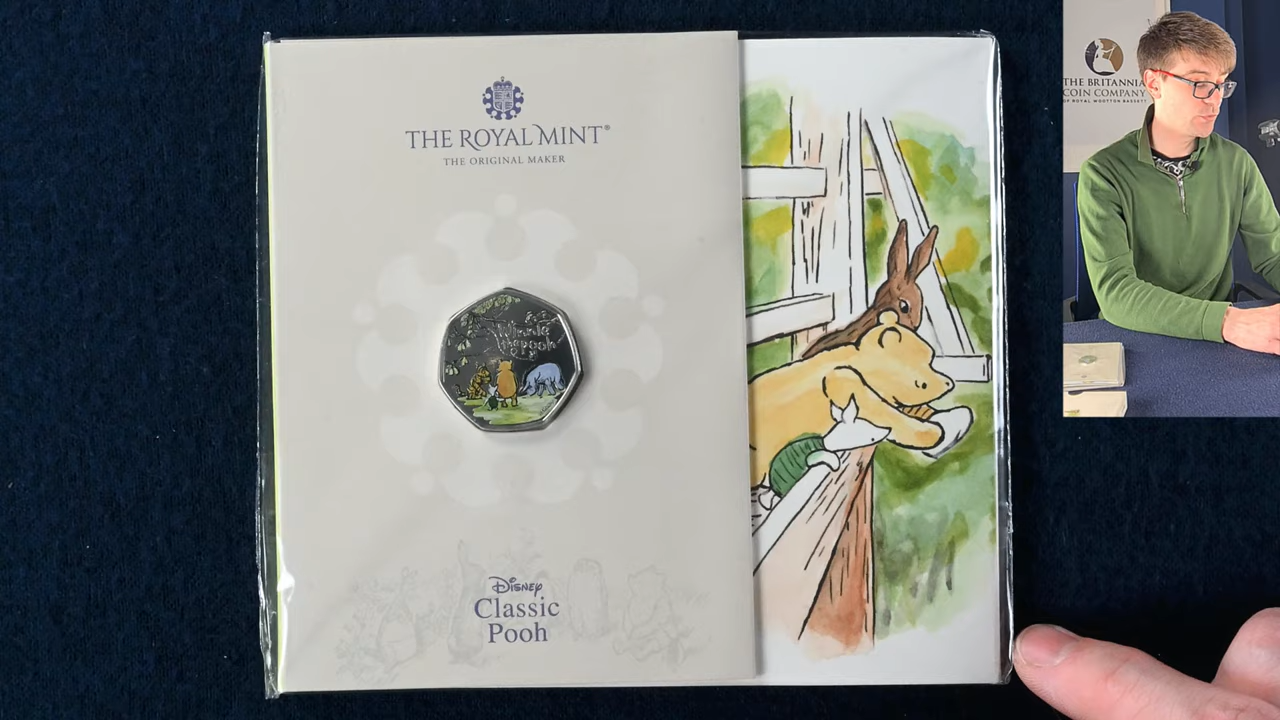 THE ROYAL MINT®
THE ORIGINAL MAKER
Winnie
the pooh
Disney
Classic
Pooh
THE BRITANNIA
COIN COMPANY
OF ROYAL WOOTTON BASSETT